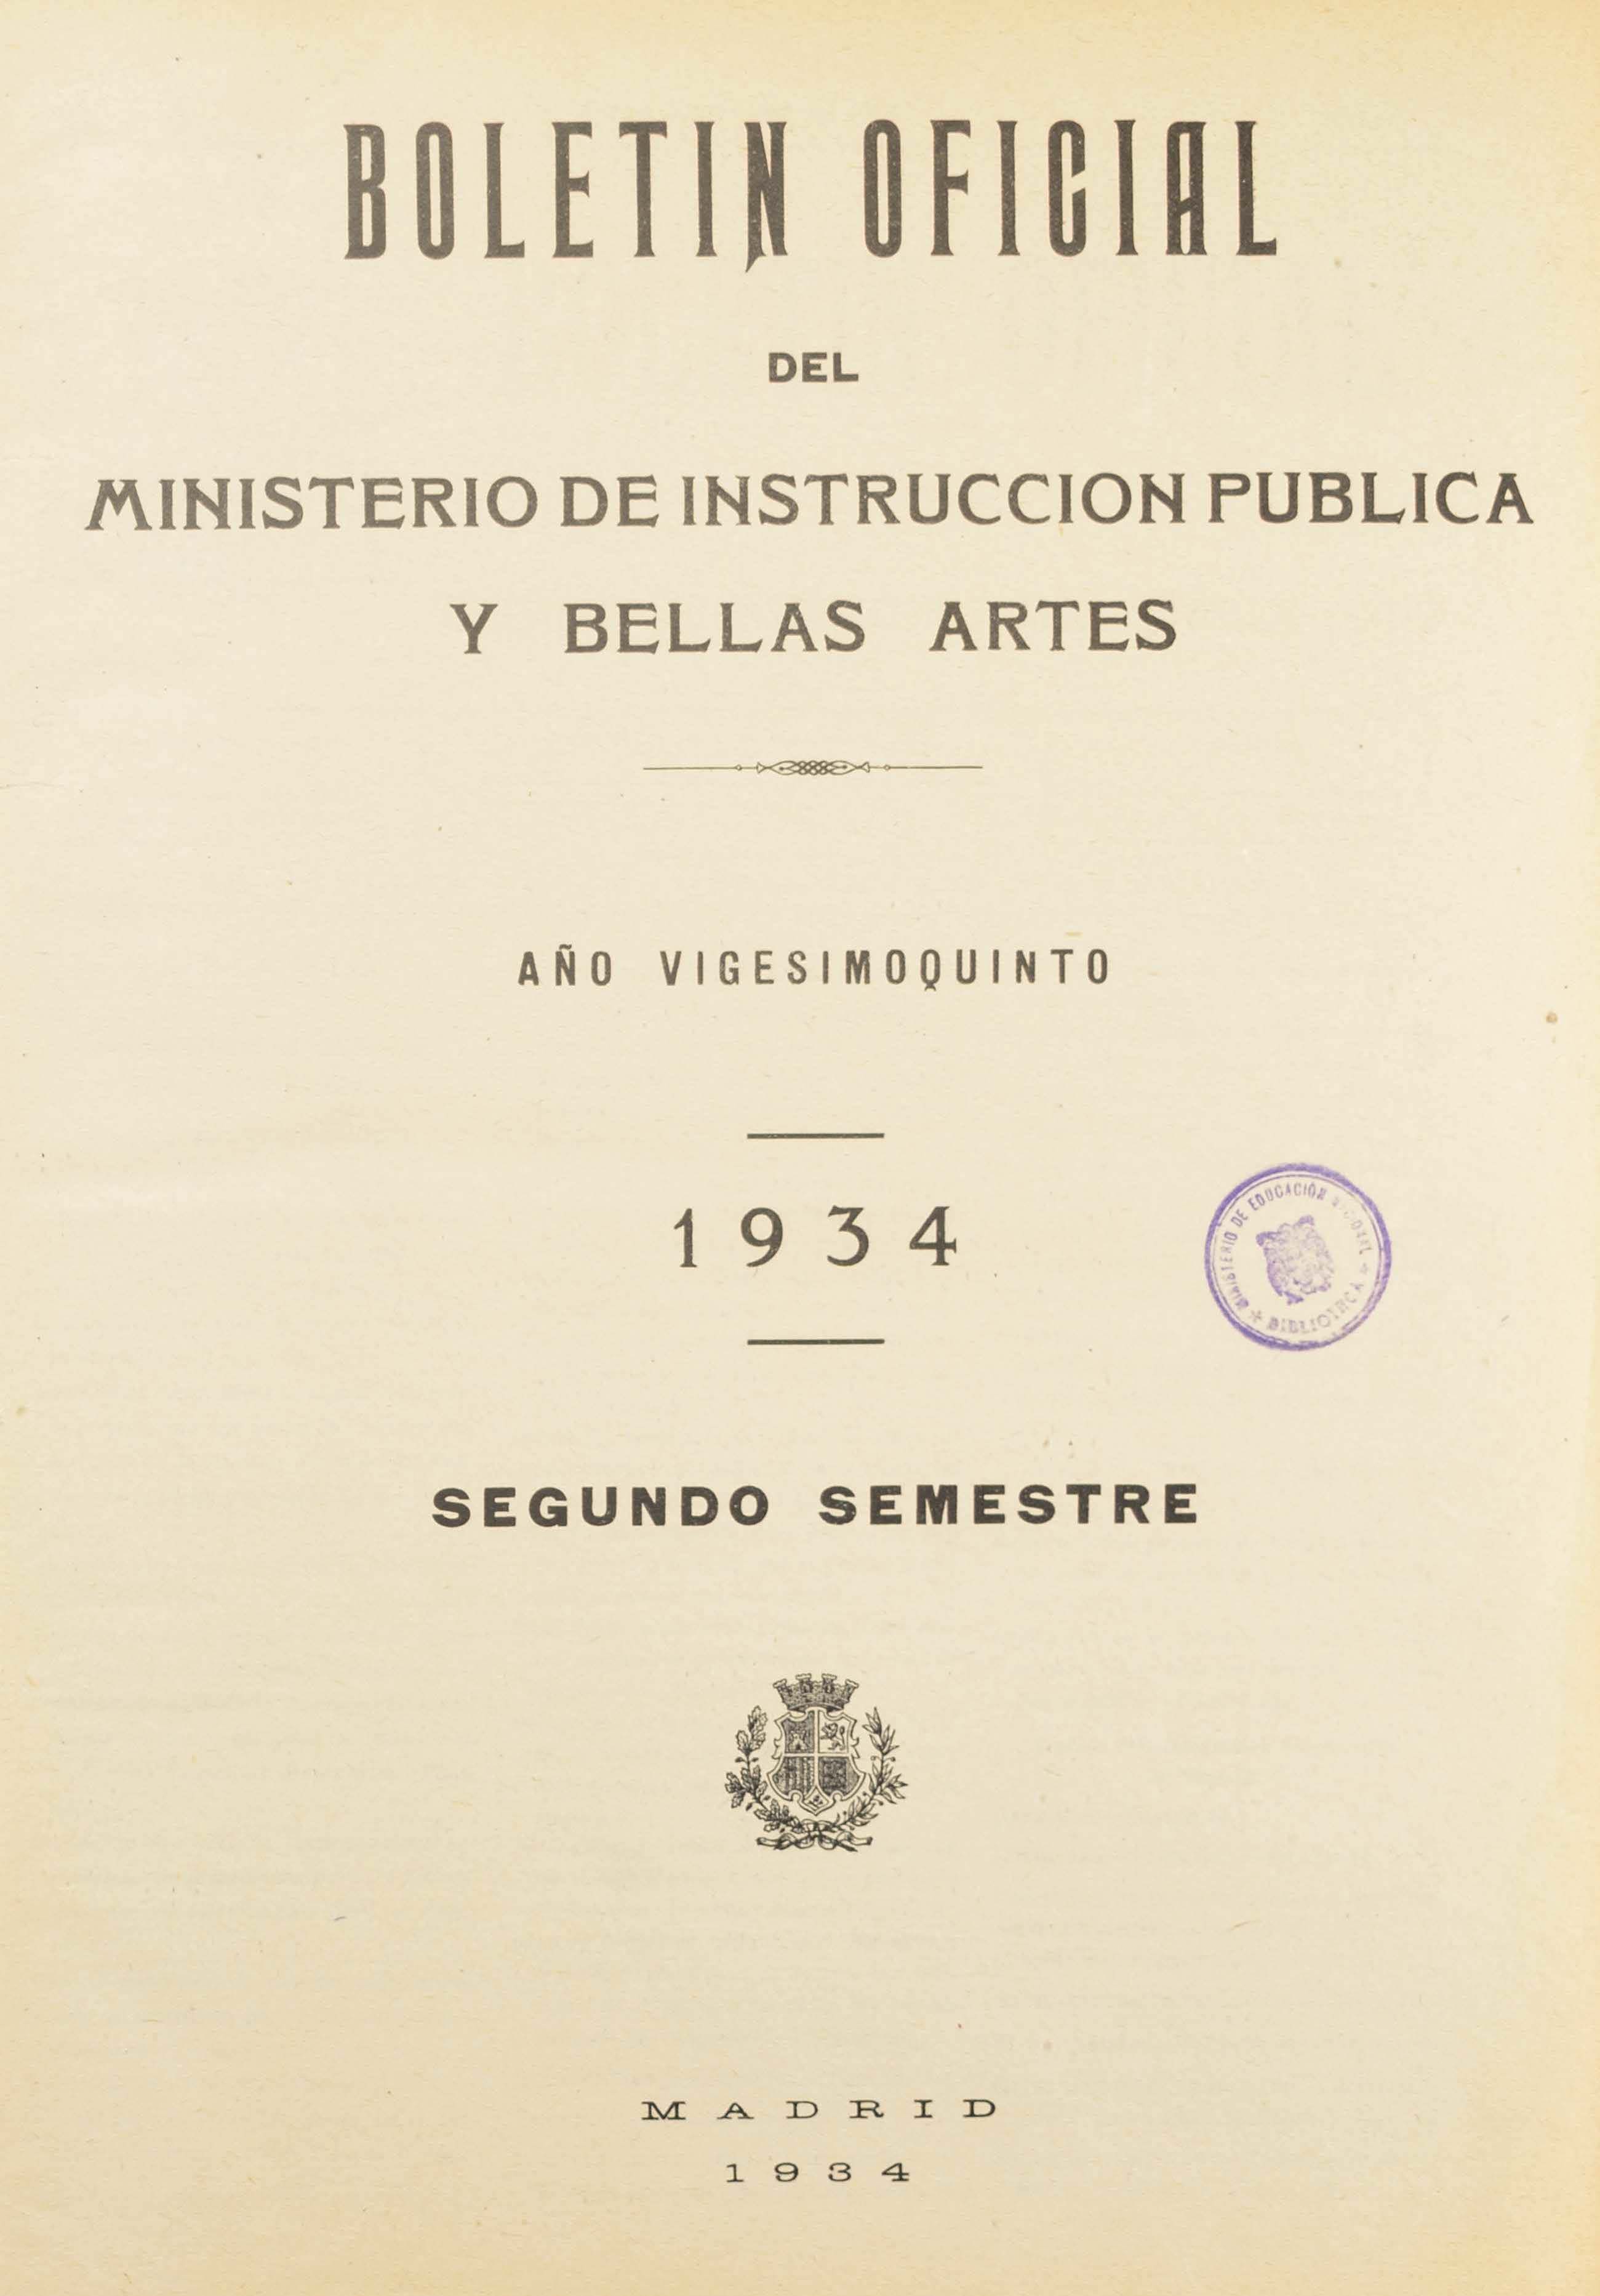 BOLETIN OFICIAL
DEL
MINISTERIO DE INSTRUCCION PUBLICA
Y BELLAS ARTES
AÑO VIGESIMOQUINTO
1934
MINISTERIO DE EDUCACIÓN NACIONAL
BIBLIOTECA
SEGUNDO SEMESTRE
MADRID
1934